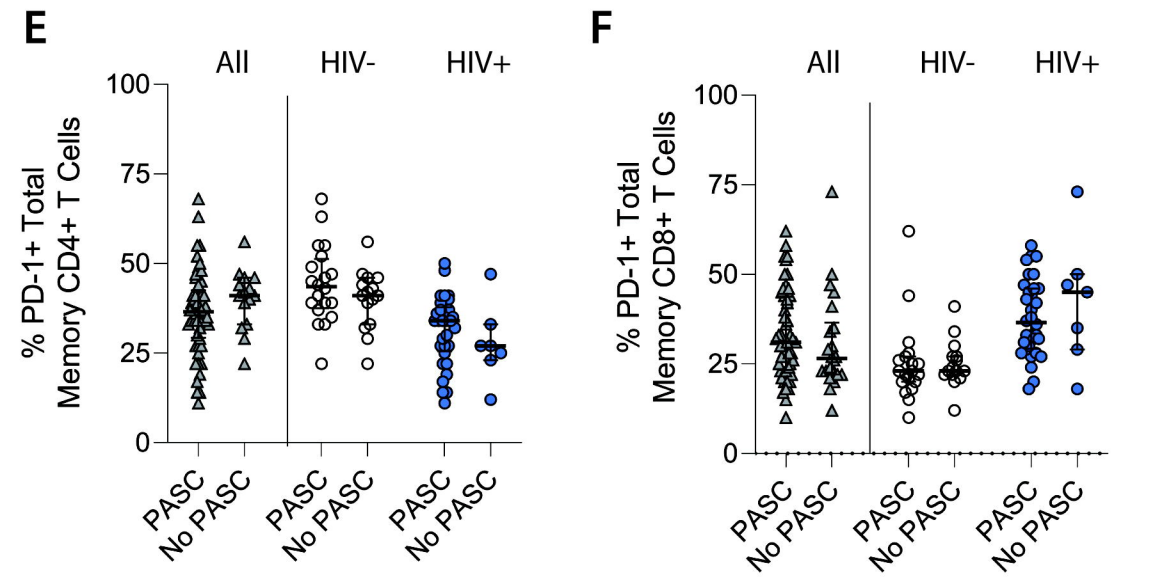 E
All HIV- HIV+
% PD-1+ Total
Memory CD4+ T Cells
100
75
50
25
0
PASC
No PASC
PASC
No PASC
PASC
No PASC
F
All HIV- HIV+
% PD-1+ Total
Memory CD8+ T Cells
100
75
50
25
0
PASC
No PASC
PASC
No PASC
PASC
No PASC